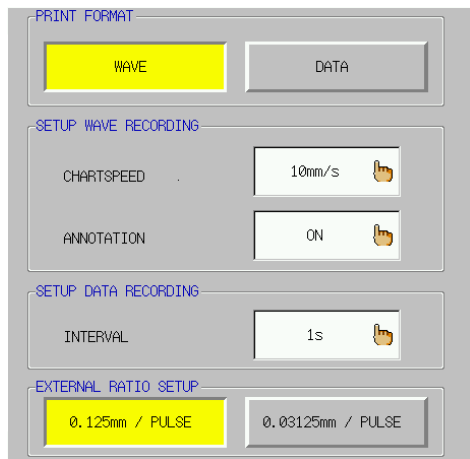 PRINT FORMAT
WAVE DATA
SETUP WAVE RECORDING
CHARTSPEED . 10mm/s
ANNOTATION ON
SETUP DATA RECORDING
INTERVAL 1s
EXTERNAL RATIO SETUP
0.125mm / PULSE 0.03125mm / PULSE